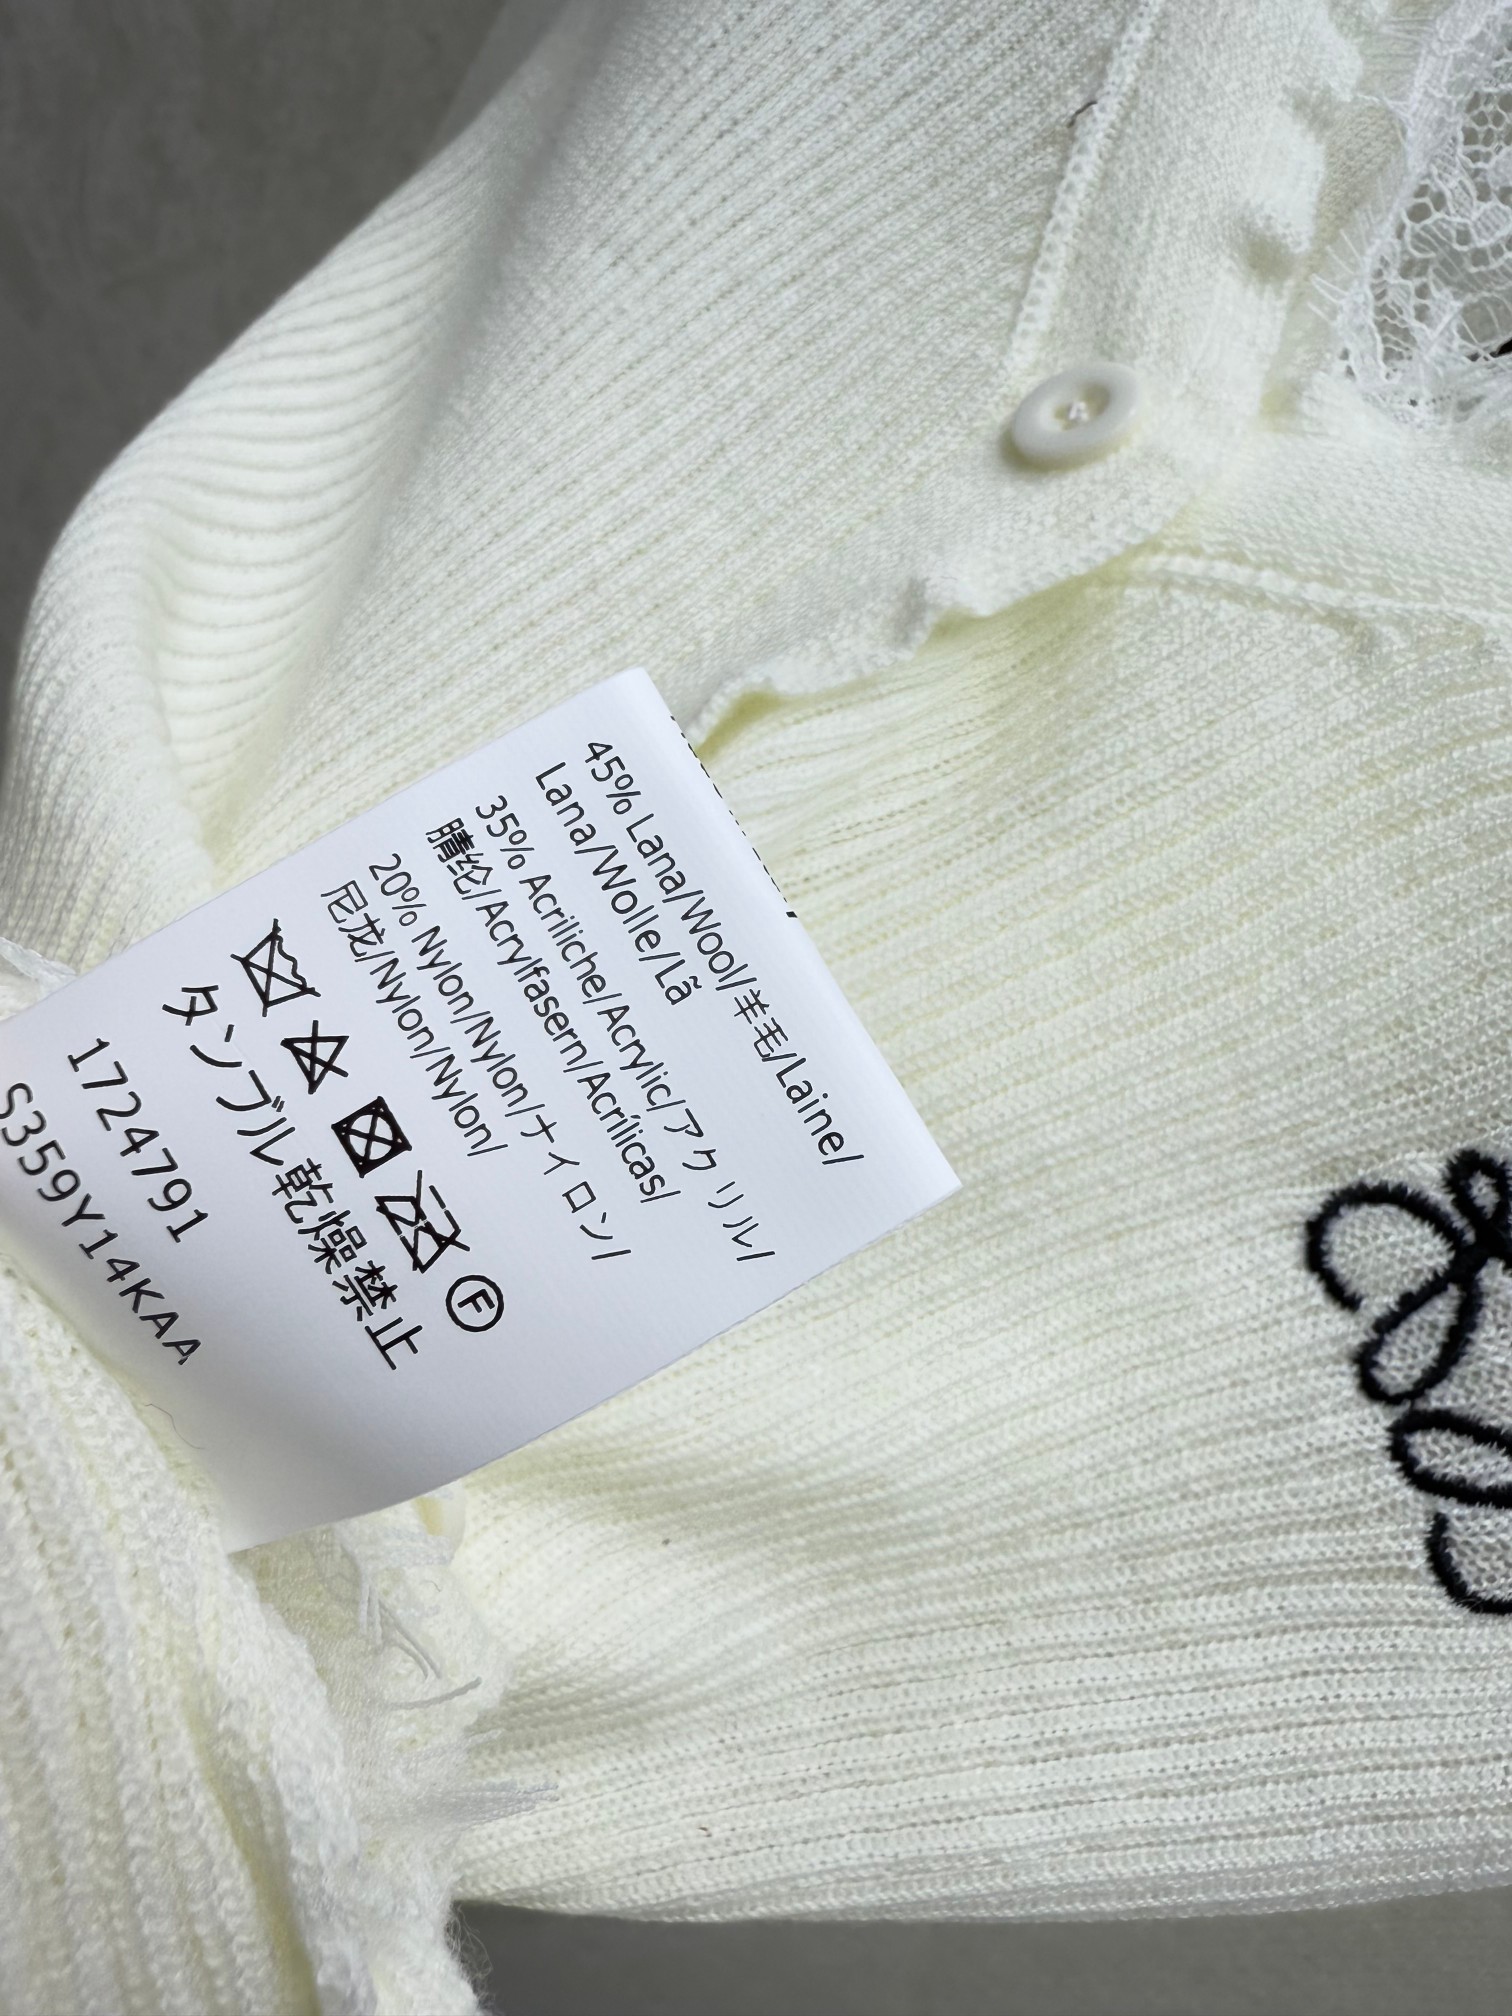 45% Lana/Wool/羊毛/Laine/
Lana/Wolle/Lã
35% Acriliche/Acrylic/アクリル/
腈纶/Acrylfasern/Acrílicas/
20% Nylon/Nylon/ナイロン/
尼龙/Nylon/Nylon/
F
タンブル乾燥禁止
1724791
S359Y14KAA